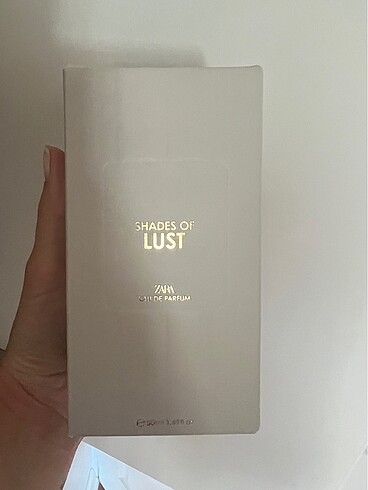 SHADES OF
LUST
ZARA
EAU DE PARFUM